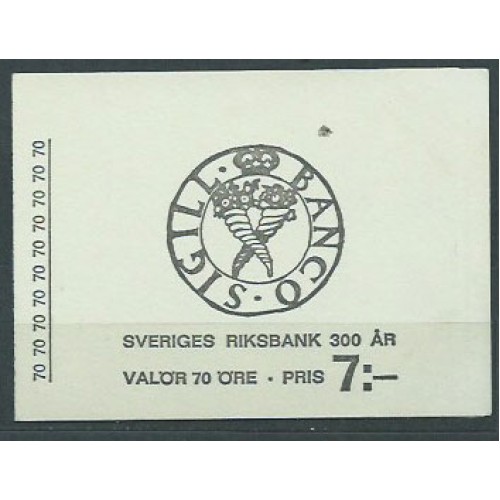 70 70 70 70 70 70 70 70 70 70
BANCO · SIGILL ·
SVERIGES RIKSBANK 300 ÅR
VALÖR 70 ÖRE · PRIS 7:–